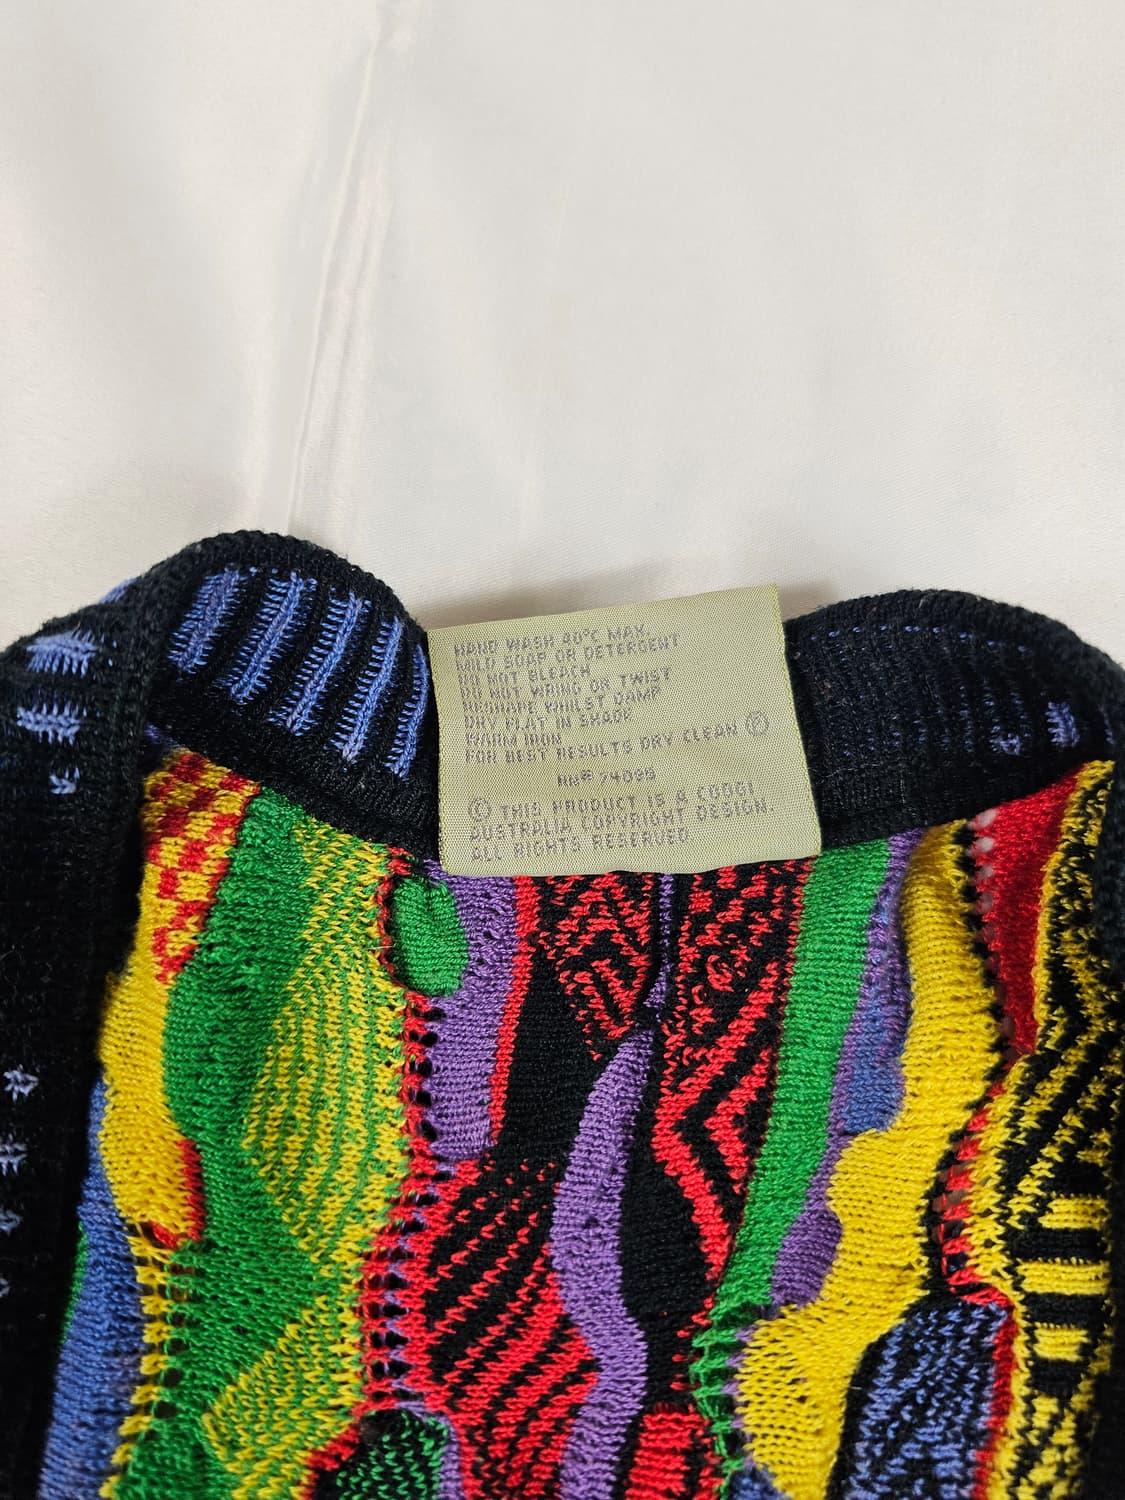 HAND WASH 40°C MAX.
MILD SOAP OR DETERGENT
DO NOT BLEACH
DO NOT WRING OR TWIST
RESHAPE WHILST DAMP
DRY FLAT IN SHADE
WARM IRON
FOR BEST RESULTS DRY CLEAN Ⓟ
RN# 74095
© THIS PRODUCT IS A COOGI
AUSTRALIA COPYRIGHT DESIGN.
ALL RIGHTS RESERVED.